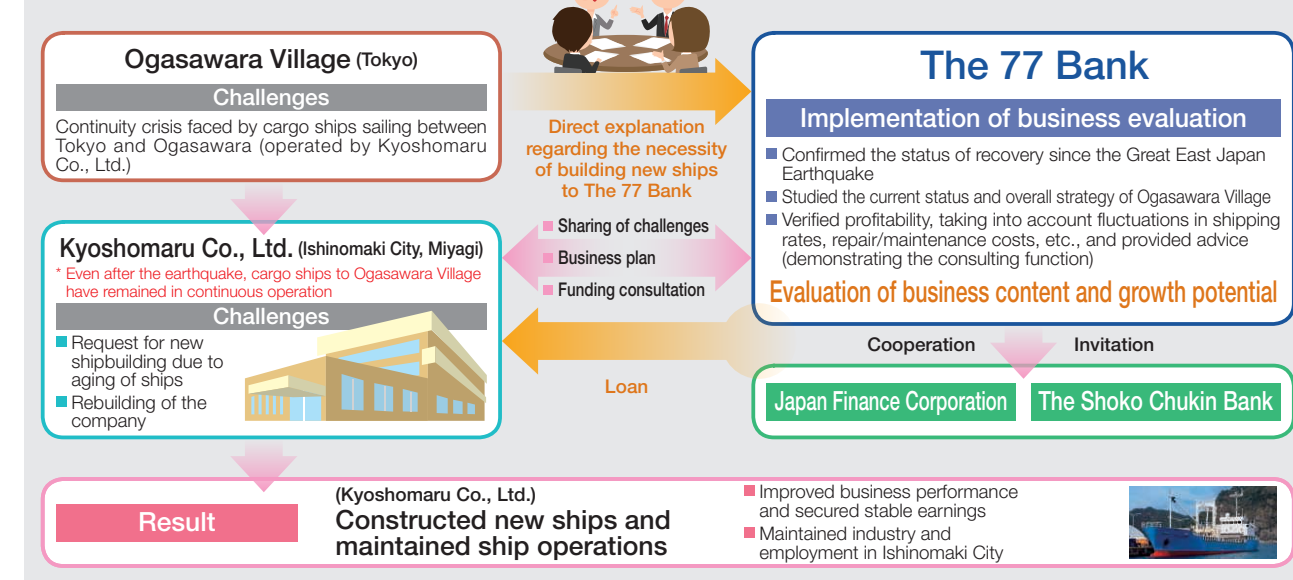 Ogasawara Village (Tokyo)
Challenges
Continuity crisis faced by cargo ships sailing between
Tokyo and Ogasawara (operated by Kyoshomaru
Co., Ltd.)
Direct explanation
regarding the necessity
of building new ships
to The 77 Bank
The 77 Bank
Implementation of business evaluation
■ Confirmed the status of recovery since the Great East Japan
Earthquake
■ Studied the current status and overall strategy of Ogasawara Village
■ Verified profitability, taking into account fluctuations in shipping
rates, repair/maintenance costs, etc., and provided advice
(demonstrating the consulting function)
Evaluation of business content and growth potential
Kyoshomaru Co., Ltd. (Ishinomaki City, Miyagi)
* Even after the earthquake, cargo ships to Ogasawara Village
have remained in continuous operation
Challenges
■ Request for new
shipbuilding due to
aging of ships
■ Rebuilding of the
company
■ Sharing of challenges
■ Business plan
■ Funding consultation
Loan
Cooperation
Invitation
Japan Finance Corporation
The Shoko Chukin Bank
Result
(Kyoshomaru Co., Ltd.)
Constructed new ships and
maintained ship operations
■ Improved business performance
and secured stable earnings
■ Maintained industry and
employment in Ishinomaki City